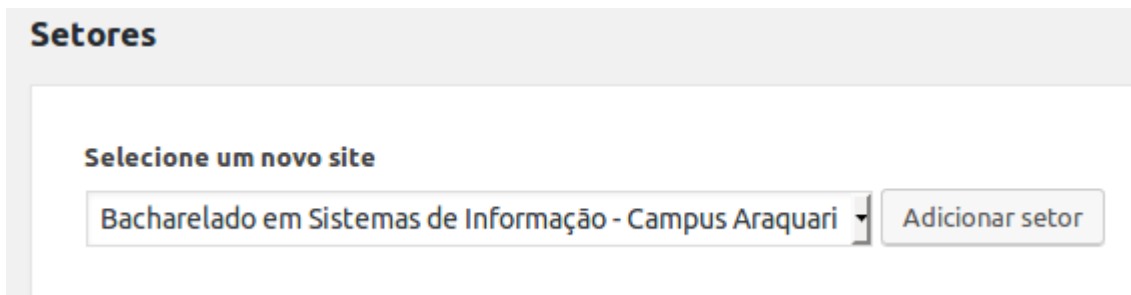 Setores
Selecione um novo site
Bacharelado em Sistemas de Informação - Campus Araquari
Adicionar setor